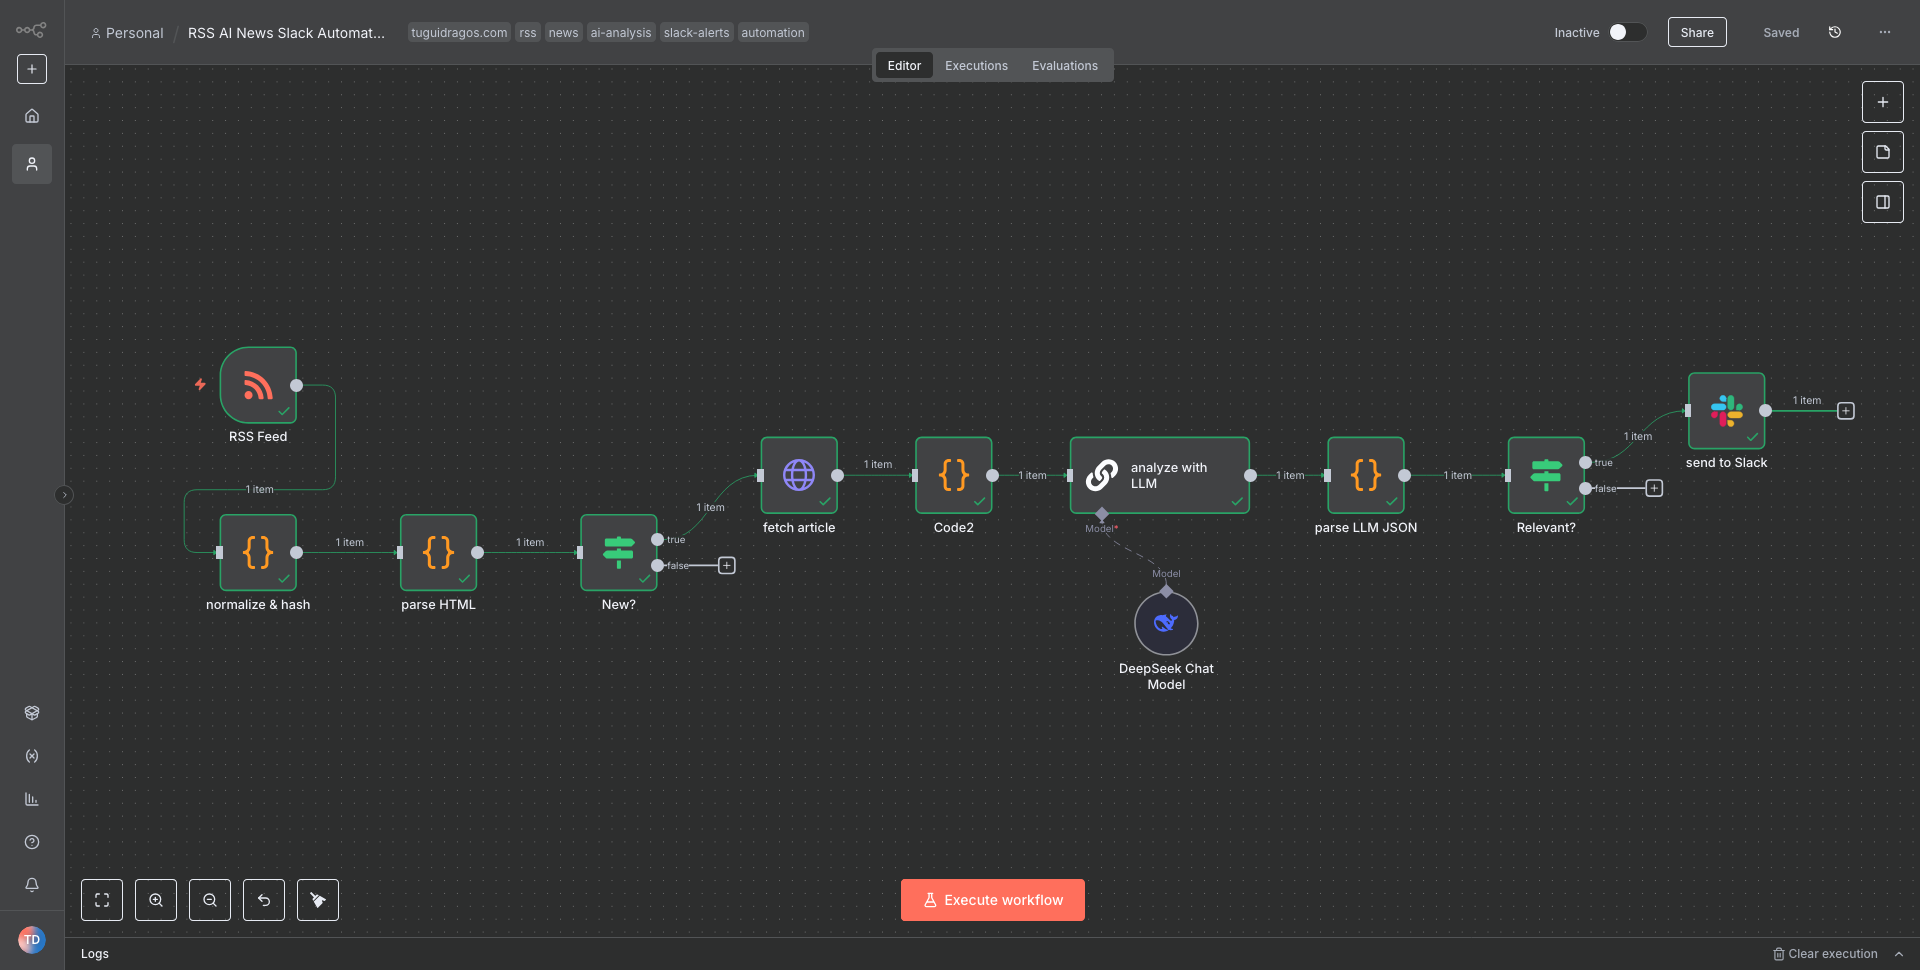 Personal / RSS AI News Slack Automat... tuguidragos.com rss news ai-analysis slack-alerts automation
Inactive Share Saved ...
Editor Executions Evaluations
RSS Feed
1 item
normalize & hash
1 item
parse HTML
1 item
New?
true
false
1 item
fetch article
1 item
Code2
1 item
analyze with
LLM
Model*
Model
DeepSeek Chat
Model
1 item
parse LLM JSON
1 item
Relevant?
true
false
1 item
send to Slack
1 item
Execute workflow
TD
Logs
Clear execution